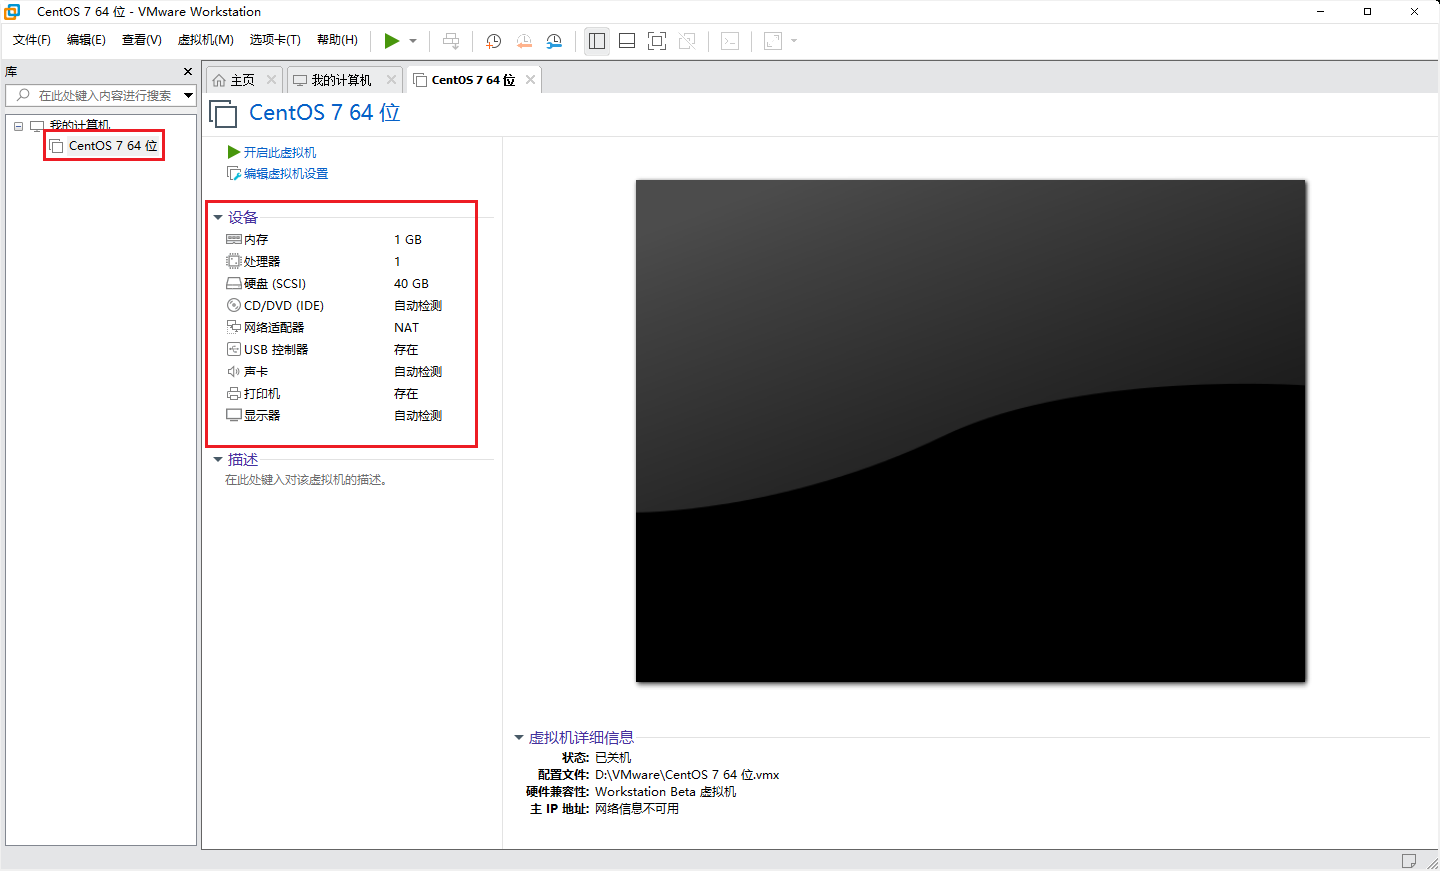 CentOS 7 64 位 - VMware Workstation
文件(F) 编辑(E) 查看(V) 虚拟机(M) 选项卡(T) 帮助(H)
库
在此处键入内容进行搜索
我的计算机
CentOS 7 64 位
主页 我的计算机 CentOS 7 64 位
CentOS 7 64 位
开启此虚拟机
编辑虚拟机设置
设备
内存 1 GB
处理器 1
硬盘 (SCSI) 40 GB
CD/DVD (IDE) 自动检测
网络适配器 NAT
USB 控制器 存在
声卡 自动检测
打印机 存在
显示器 自动检测
描述
在此处键入对该虚拟机的描述。
虚拟机详细信息
状态: 已关机
配置文件: D:\VMware\CentOS 7 64 位.vmx
硬件兼容性: Workstation Beta 虚拟机
主 IP 地址: 网络信息不可用